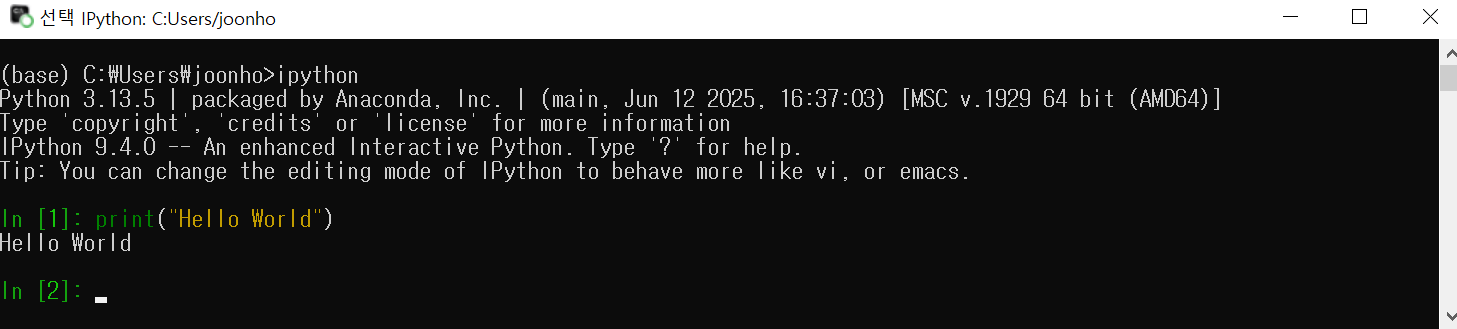 선택 IPython: C:Users/joonho
(base) C:₩Users₩joonho>ipython
Python 3.13.5 | packaged by Anaconda, Inc. | (main, Jun 12 2025, 16:37:03) [MSC v.1929 64 bit (AMD64)]
Type 'copyright', 'credits' or 'license' for more information
IPython 9.4.0 -- An enhanced Interactive Python. Type '?' for help.
Tip: You can change the editing mode of IPython to behave more like vi, or emacs.
In [1]: print("Hello World")
Hello World
In [2]: